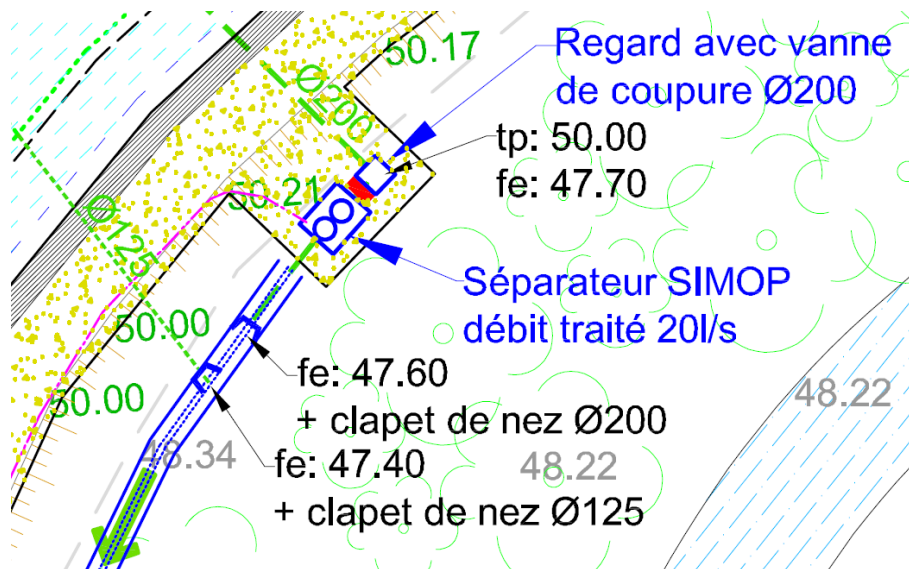 50.17
Regard avec vanne
de coupure Ø200
Ø200
tp: 50.00
fe: 47.70
50.21
Ø125
Séparateur SIMOP
débit traité 20l/s
50.00
fe: 47.60
+ clapet de nez Ø200
50.00
48.22
48.34
fe: 47.40
48.22
+ clapet de nez Ø125